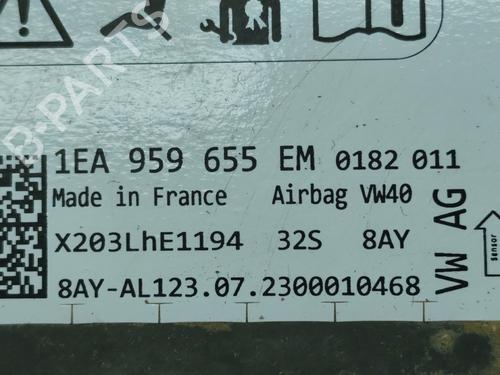 B-PARTS
1EA 959 655 EM 0182 011
Made in France Airbag VW40
X203LhE1194 32S 8AY
8AY-AL123.07.2300010468
VW AG
Sensor